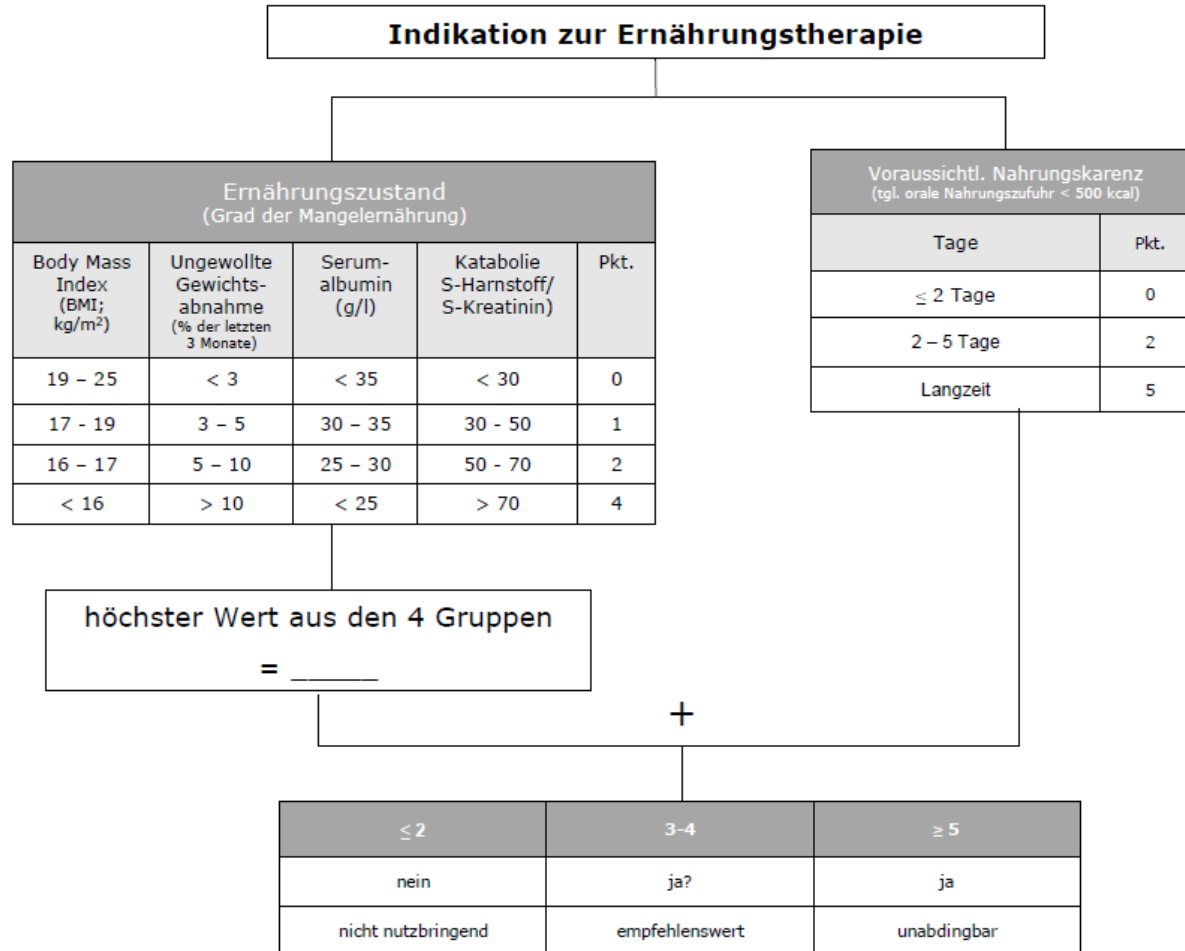 Indikation zur Ernährungstherapie
Ernährungszustand
(Grad der Mangelernährung)
Body Mass
Index
(BMI;
kg/m²)
Ungewollte
Gewichts-
abnahme
(% der letzten
3 Monate)
Serum-
albumin
(g/l)
Katabolie
S-Harnstoff/
S-Kreatinin)
Pkt.
19 – 25 < 3 < 35 < 30 0
17 - 19 3 – 5 30 – 35 30 - 50 1
16 – 17 5 – 10 25 – 30 50 - 70 2
< 16 > 10 < 25 > 70 4
Voraussichtl. Nahrungskarenz
(tgl. orale Nahrungszufuhr < 500 kcal)
Tage Pkt.
≤ 2 Tage 0
2 – 5 Tage 2
Langzeit 5
höchster Wert aus den 4 Gruppen
= _____
+
≤ 2 3-4 ≥ 5
nein ja? ja
nicht nutzbringend empfehlenswert unabdingbar